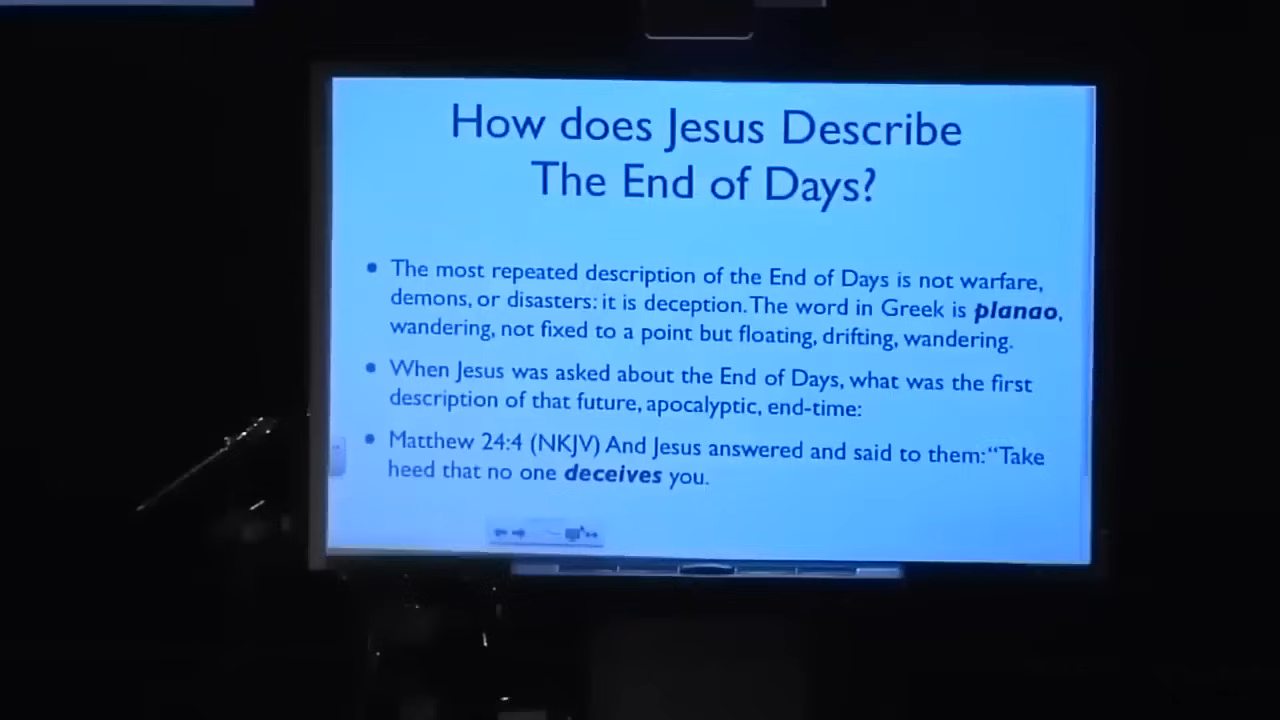 How does Jesus Describe
The End of Days?
• The most repeated description of the End of Days is not warfare,
demons, or disasters: it is deception. The word in Greek is planao,
wandering, not fixed to a point but floating, drifting, wandering.
• When Jesus was asked about the End of Days, what was the first
description of that future, apocalyptic, end-time:
• Matthew 24:4 (NKJV) And Jesus answered and said to them: “Take
heed that no one deceives you.